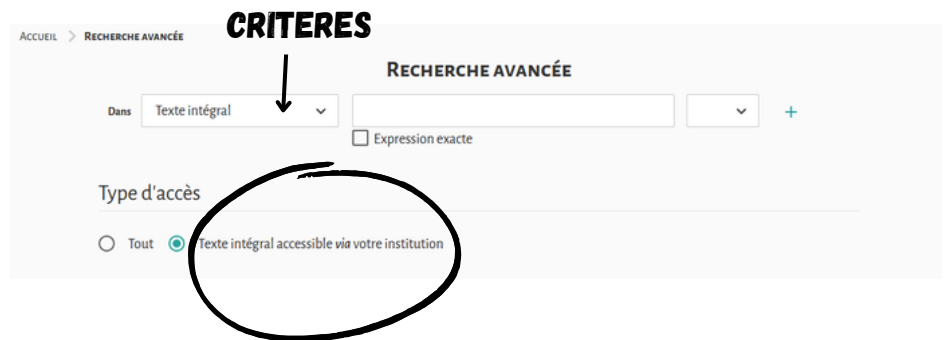 CRITERES
ACCUEIL > RECHERCHE AVANCÉE
RECHERCHE AVANCÉE
Dans Texte intégral +
Expression exacte
Type d'accès
Tout Texte intégral accessible via votre institution